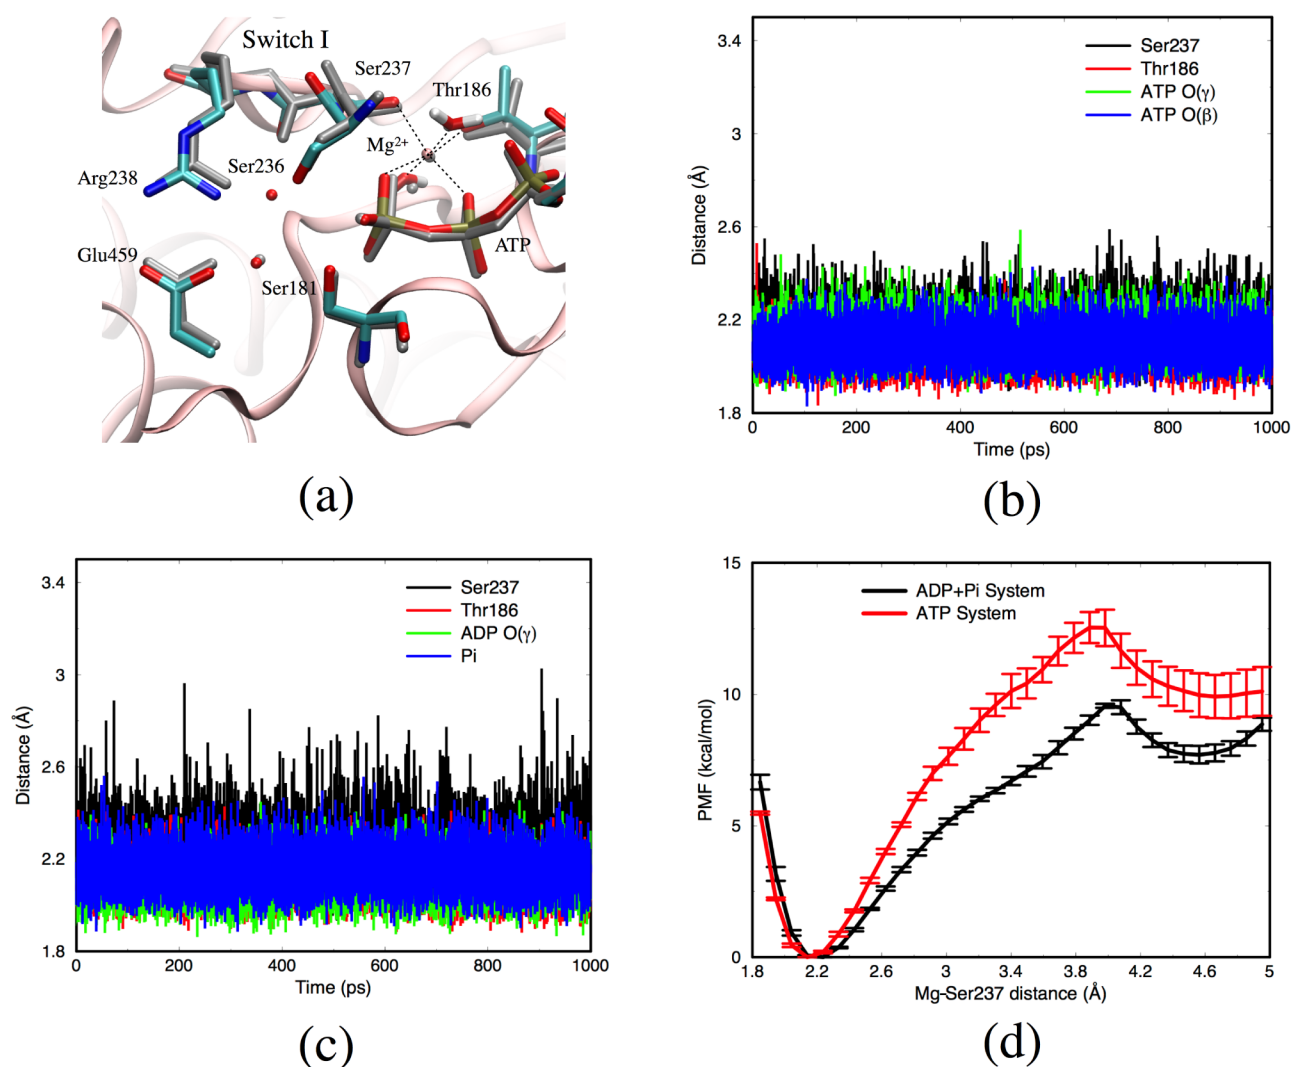 Switch I
Ser237
Thr186
Mg2+
Ser236
Arg238
ATP
Glu459
Ser181
(a)
3.4
3
2.6
2.2
1.8
Distance (Å)
Ser237
Thr186
ATP O(γ)
ATP O(β)
0 200 400 600 800 1000
Time (ps)
(b)
3.4
3
2.6
2.2
1.8
Distance (Å)
Ser237
Thr186
ADP O(γ)
Pi
0 200 400 600 800 1000
Time (ps)
(c)
15
10
5
0
PMF (kcal/mol)
ADP+Pi System
ATP System
1.8 2.2 2.6 3 3.4 3.8 4.2 4.6 5
Mg-Ser237 distance (Å)
(d)